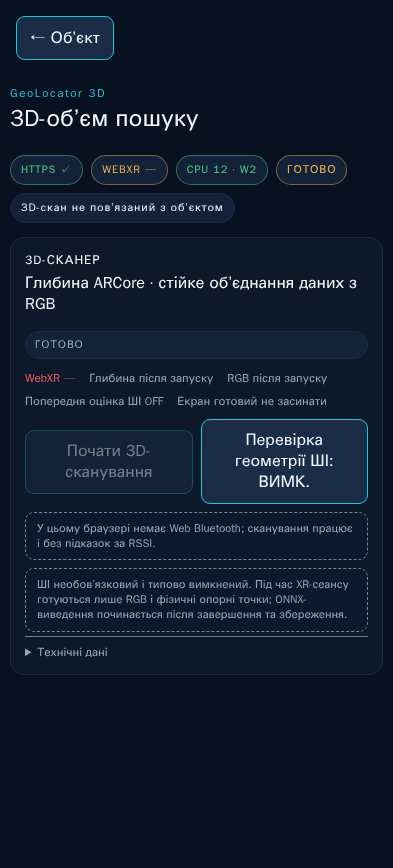 ← Об’єкт
GeoLocator 3D
3D-об’єм пошуку
HTTPS ✓
WEBXR —
CPU 12 · W2
ГОТОВО
3D-скан не пов’язаний з об’єктом
3D-СКАНЕР
Глибина ARCore · стійке об’єднання даних з
RGB
ГОТОВО
WebXR — Глибина після запуску RGB після запуску
Попередня оцінка ШІ OFF Екран готовий не засинати
Почати 3D-
сканування
Перевірка
геометрії ШІ:
ВИМК.
У цьому браузері немає Web Bluetooth; сканування працює
і без підказок за RSSI.
ШІ необов’язковий і типово вимкнений. Під час XR-сеансу
готуються лише RGB і фізичні опорні точки; ONNX-
виведення починається після завершення та збереження.
▶ Технічні дані